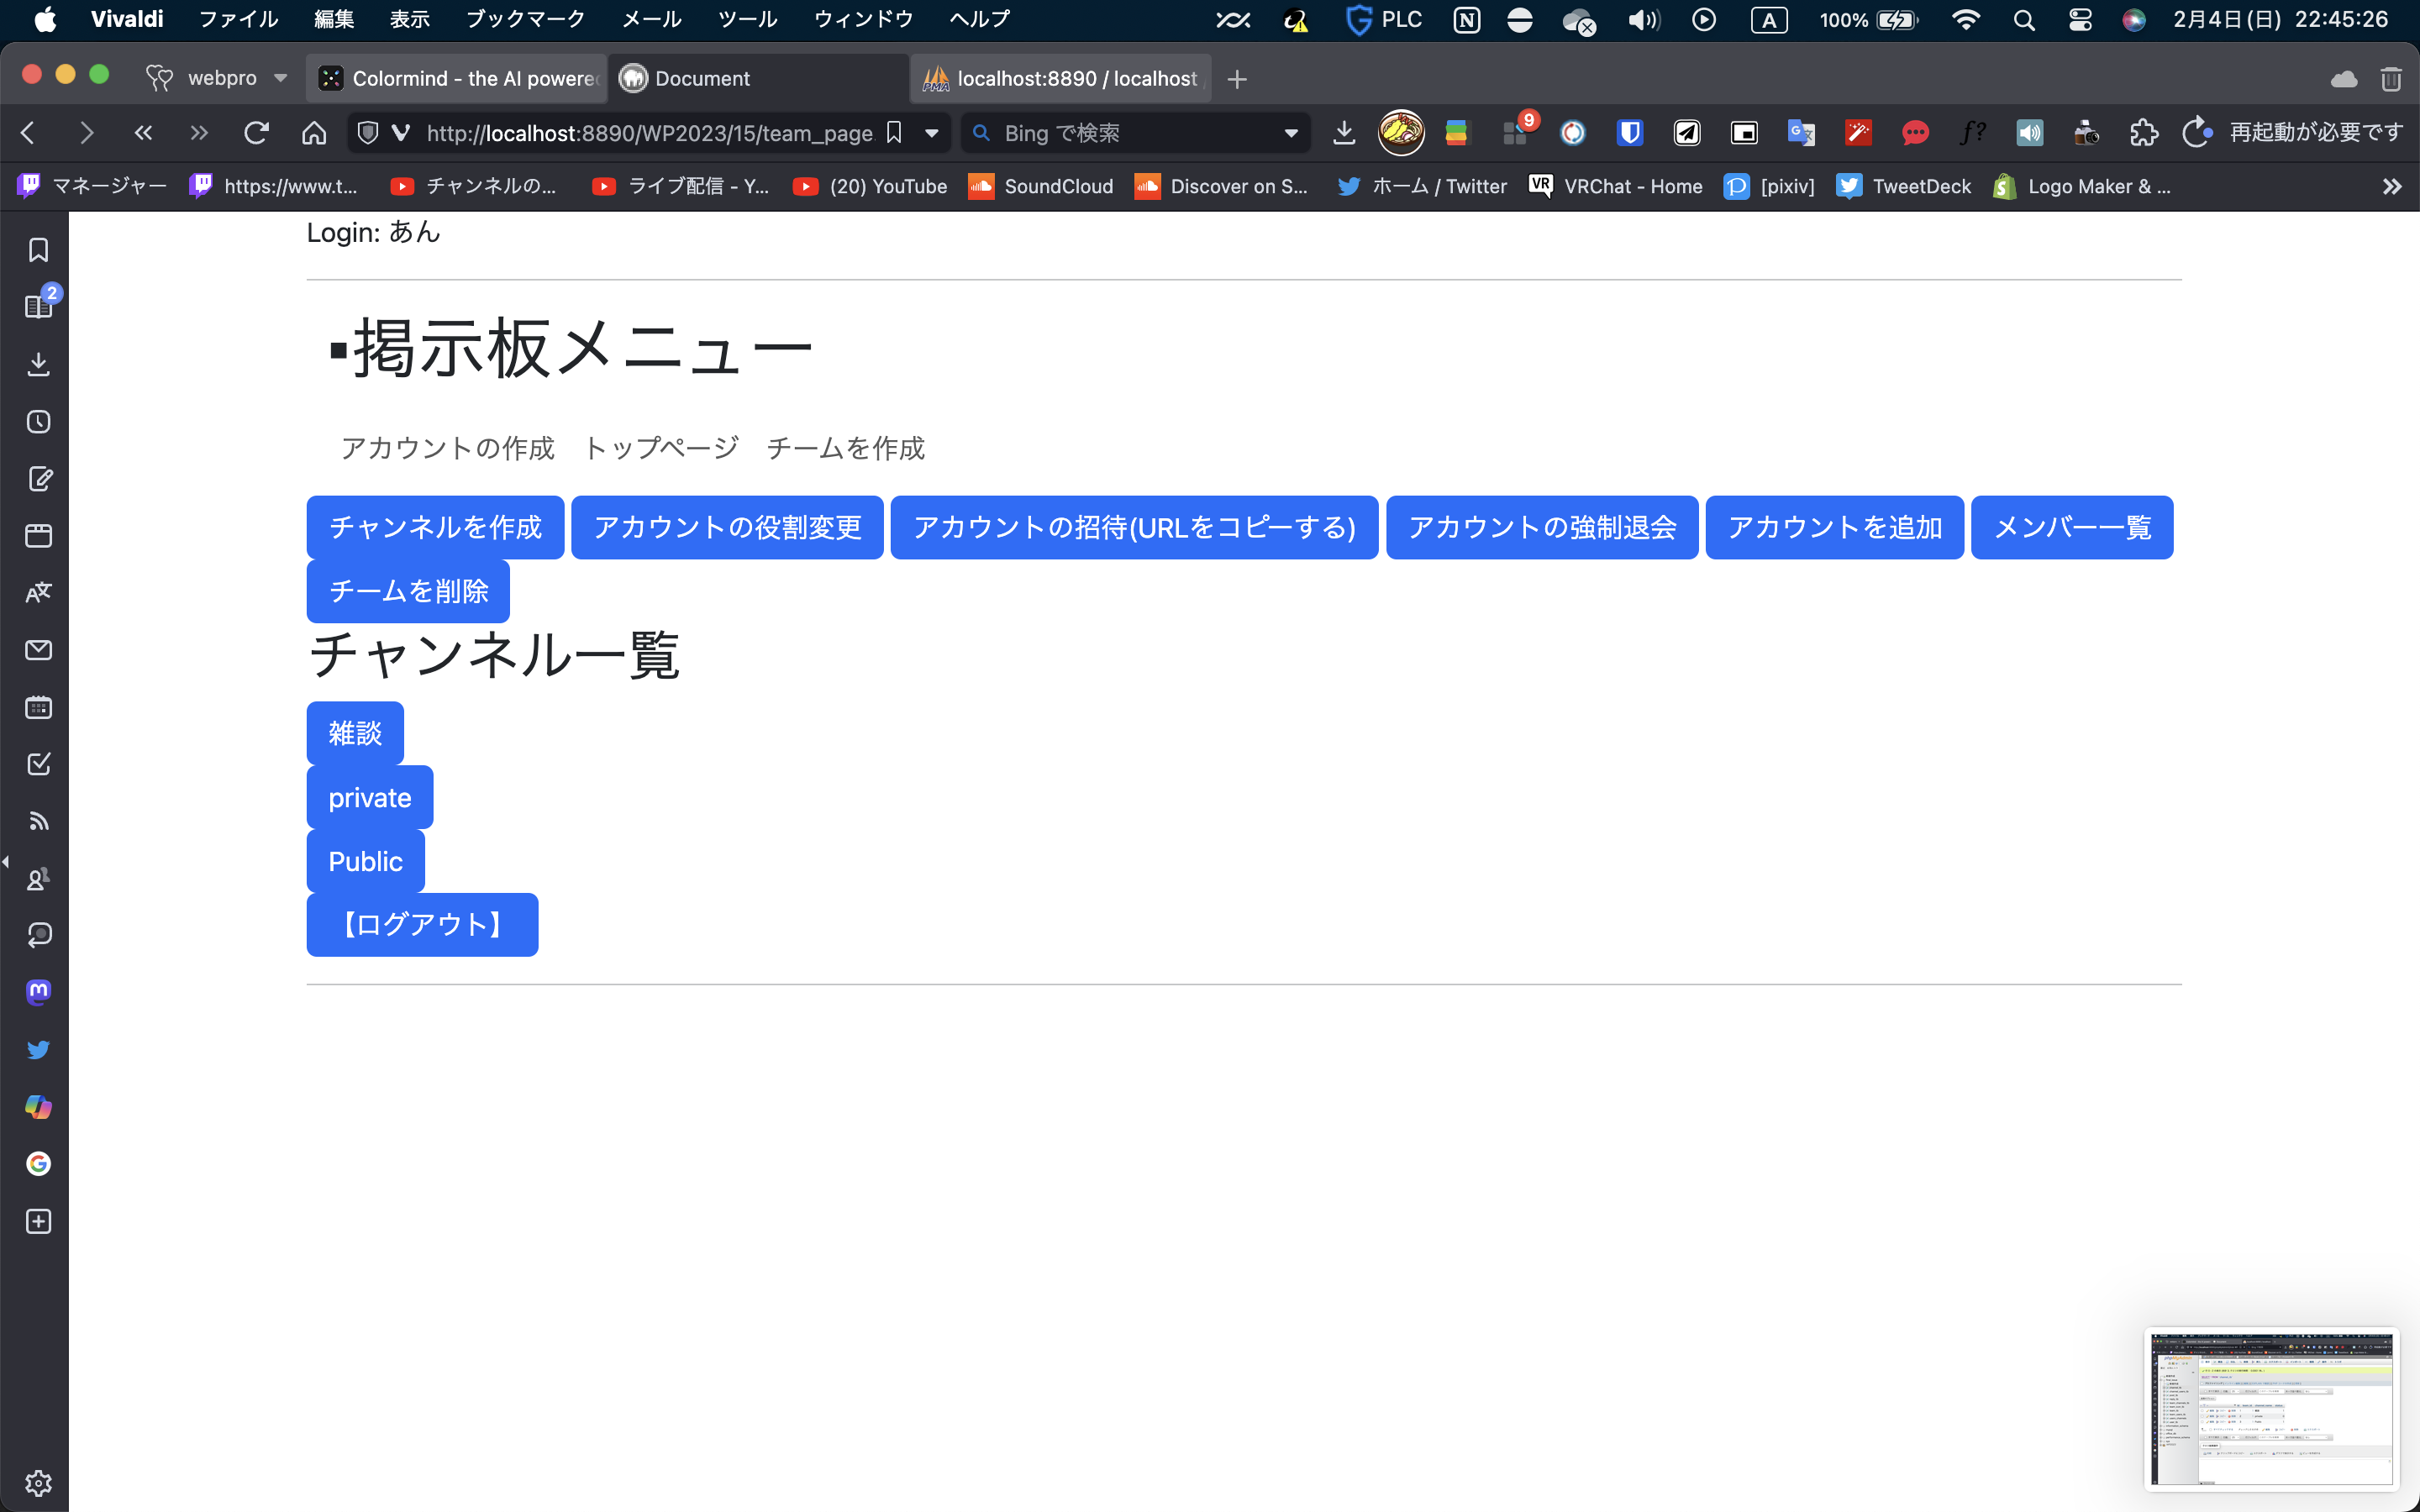 Vivaldi ファイル 編集 表示 ブックマーク メール ツール ウィンドウ ヘルプ PLC A 100% 2月4日(日) 22:45:26
webpro Colormind - the AI powere Document localhost:8890 / localhost
http://localhost:8890/WP2023/15/team_page Bing で検索 9 再起動が必要です
マネージャー https://www.t... チャンネルの... ライブ配信 - Y... (20) YouTube SoundCloud Discover on S... ホーム / Twitter VRChat - Home [pixiv] TweetDeck Logo Maker & ...
2
Login: あん
▪掲示板メニュー
アカウントの作成 トップページ チームを作成
チャンネルを作成 アカウントの役割変更 アカウントの招待(URLをコピーする) アカウントの強制退会 アカウントを追加 メンバー一覧
チームを削除
チャンネル一覧
雑談
private
Public
【ログアウト】